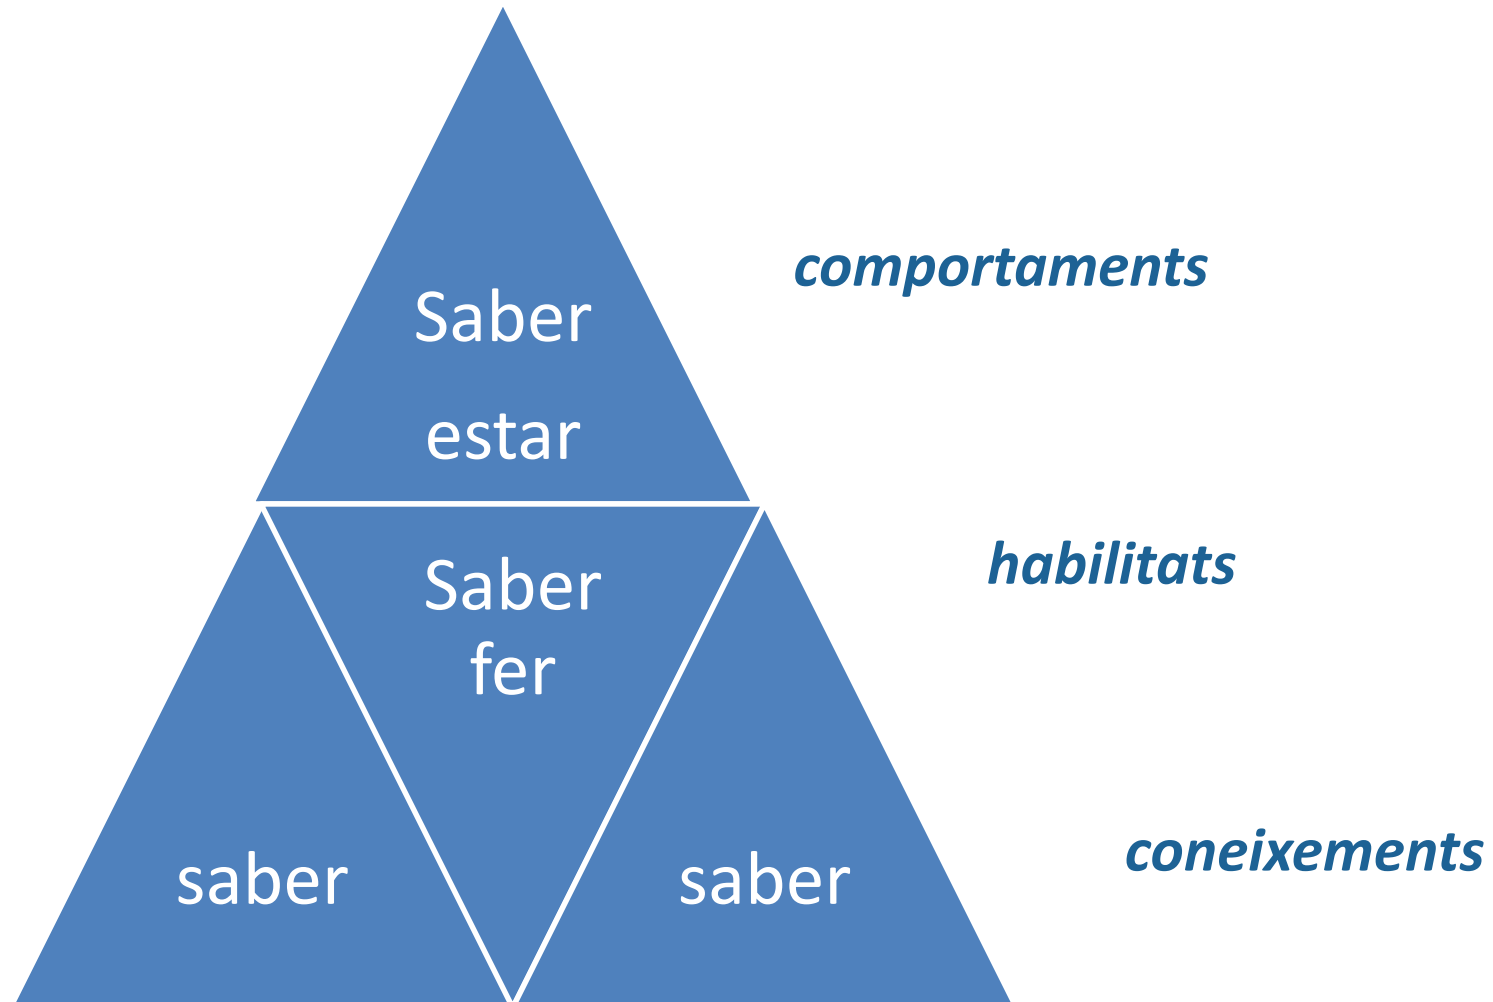 comportaments
Saber
estar
habilitats
Saber
fer
saber
saber
coneixements